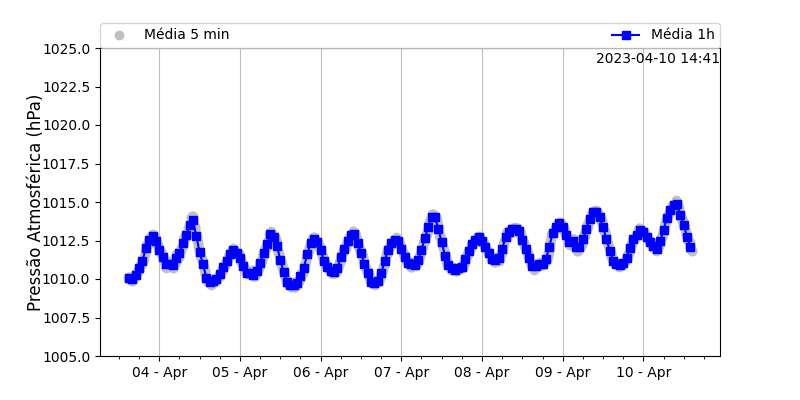 Média 5 min
Média 1h
2023-04-10 14:41
Pressão Atmosférica (hPa)
1025.0
1022.5
1020.0
1017.5
1015.0
1012.5
1010.0
1007.5
1005.0
04 - Apr
05 - Apr
06 - Apr
07 - Apr
08 - Apr
09 - Apr
10 - Apr